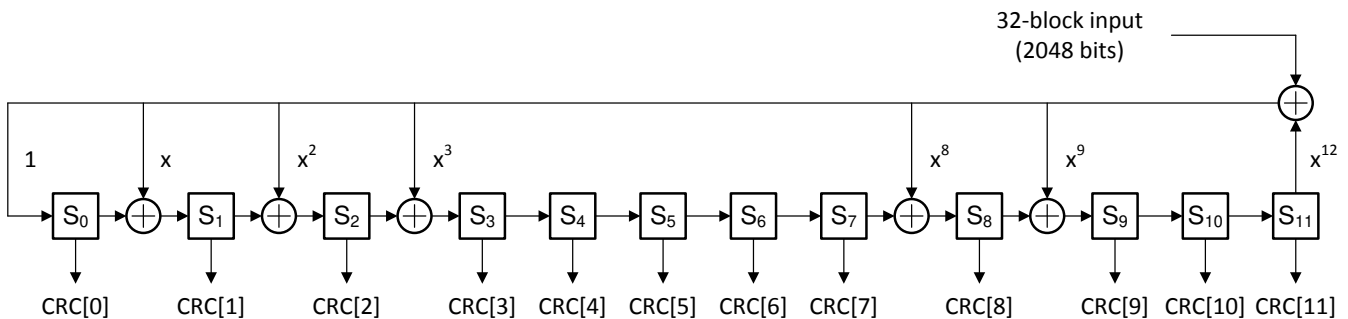 32-block input
(2048 bits)
1 x x² x³ x⁸ x⁹ x¹²
S₀ S₁ S₂ S₃ S₄ S₅ S₆ S₇ S₈ S₉ S₁₀ S₁₁
CRC[0] CRC[1] CRC[2] CRC[3] CRC[4] CRC[5] CRC[6] CRC[7] CRC[8] CRC[9] CRC[10] CRC[11]